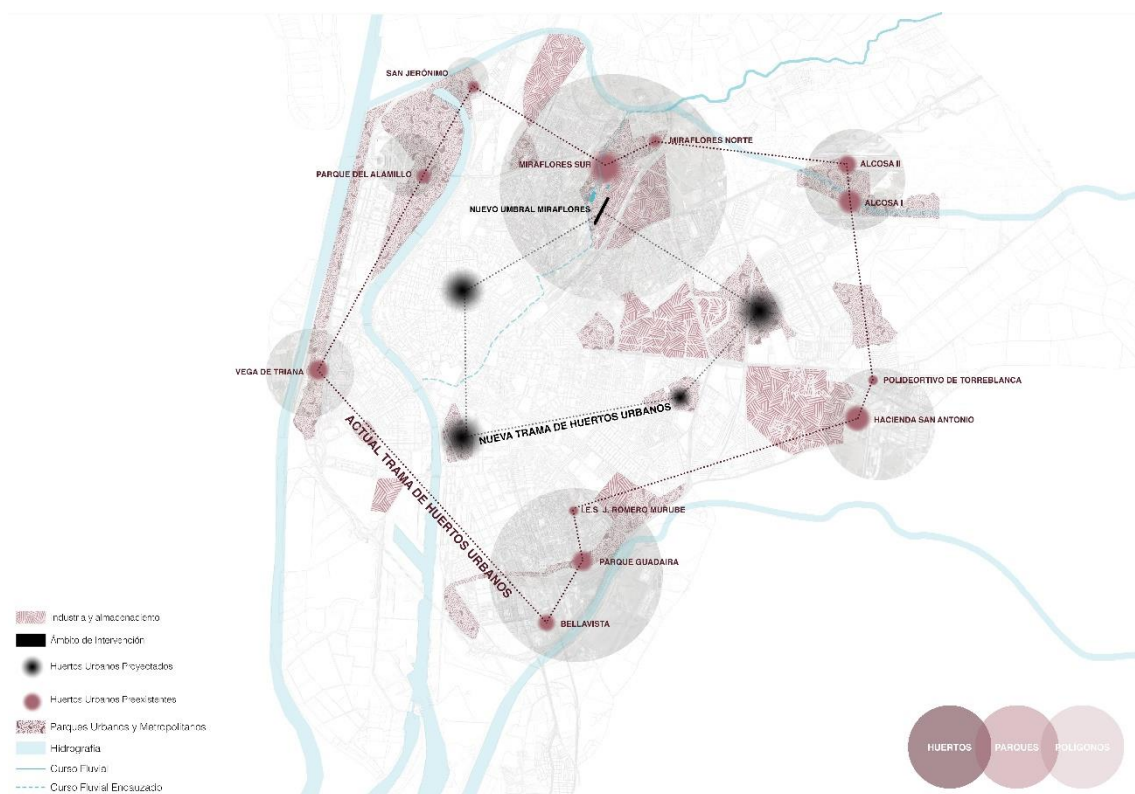 SAN JERÓNIMO
MIRAFLORES NORTE
MIRAFLORES SUR
ALCOSA II
PARQUE DEL ALAMILLO
ALCOSA I
NUEVO UMBRAL MIRAFLORES
VEGA DE TRIANA
POLIDEORTIVO DE TORREBLANCA
NUEVA TRAMA DE HUERTOS URBANOS
HACIENDA SAN ANTONIO
ACTUAL TRAMA DE HUERTOS URBANOS
I.E.S J. ROMERO MURUBE
PARQUE GUADAIRA
BELLAVISTA
Industria y almacenaciento
Ámbito de Intervención
Huertos Urbanos Proyectados
Huertos Urbanos Preexistentes
Parques Urbanos y Metropolitanos
Hidrografía
Curso Fluvial
Curso Fluvial Encauzado
HUERTOS
PARQUES
POLÍGONOS